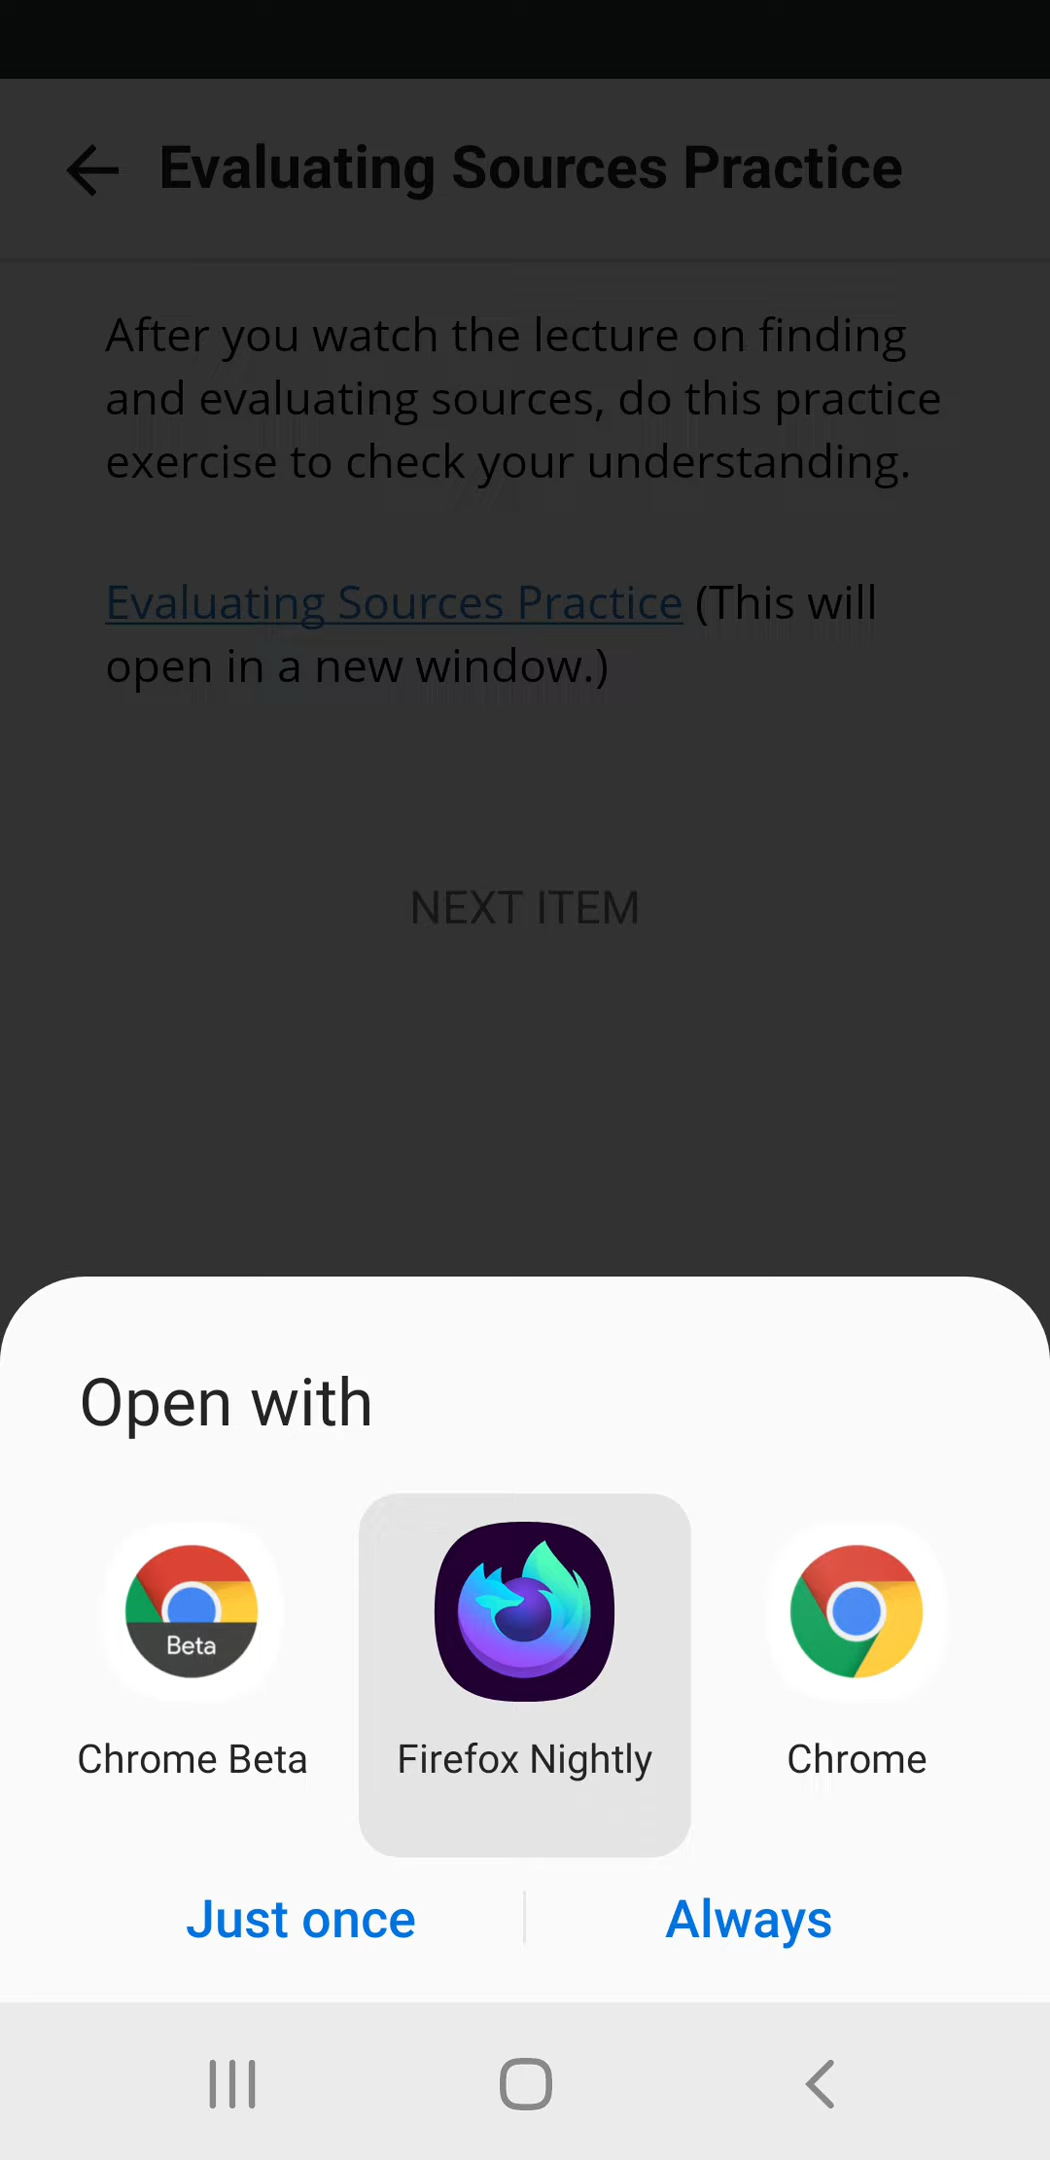 Evaluating Sources Practice
After you watch the lecture on finding
and evaluating sources, do this practice
exercise to check your understanding.
Evaluating Sources Practice (This will
open in a new window.)
NEXT ITEM
Open with
Beta
Chrome Beta
Firefox Nightly
Chrome
Just once
Always